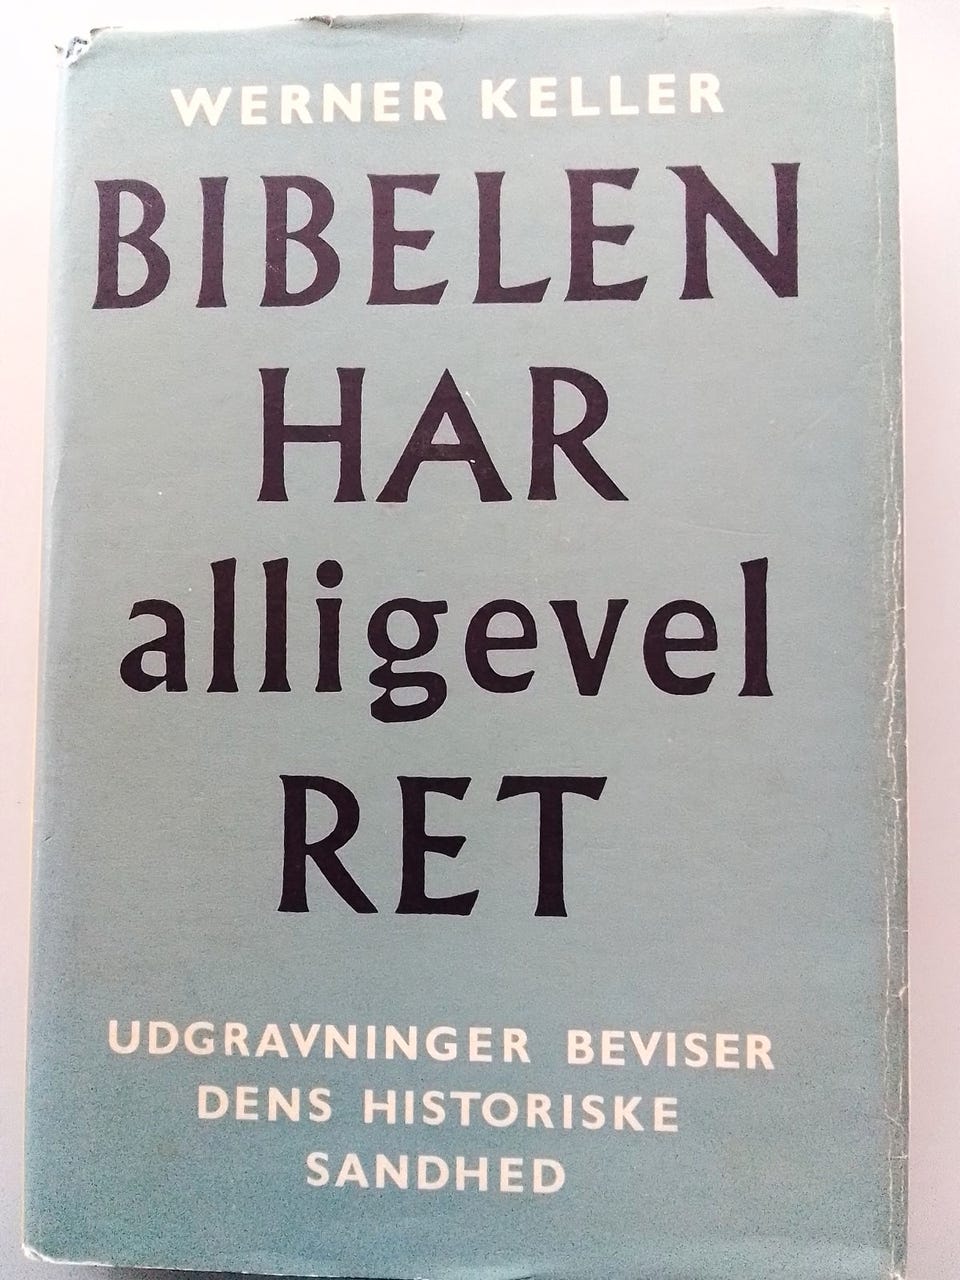 WERNER KELLER
BIBELEN
HAR
alligevel
RET
UDGRAVNINGER BEVISER
DENS HISTORISKE
SANDHED